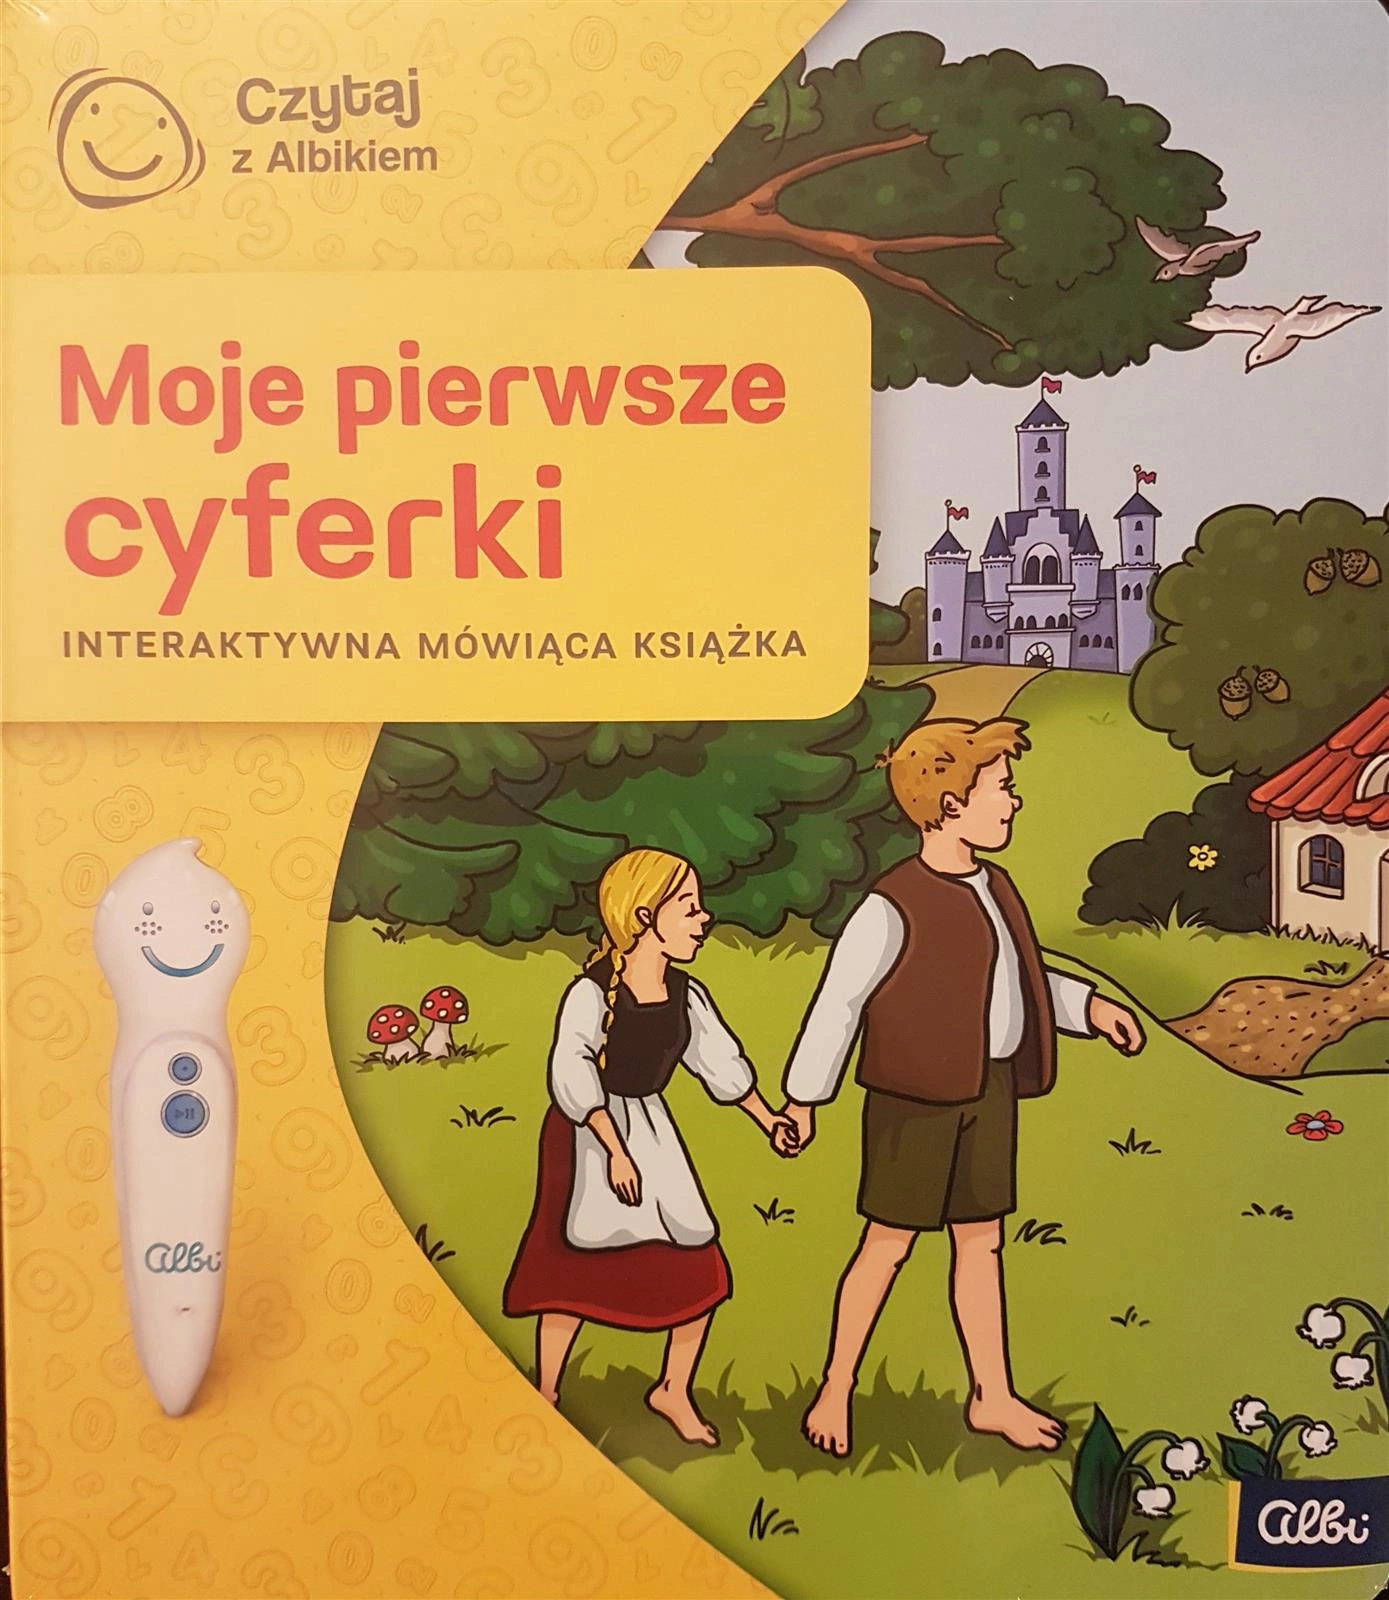 Czytaj
z Albikiem
Moje pierwsze
cyferki
INTERAKTYWNA MÓWIĄCA KSIĄŻKA
albi
albi